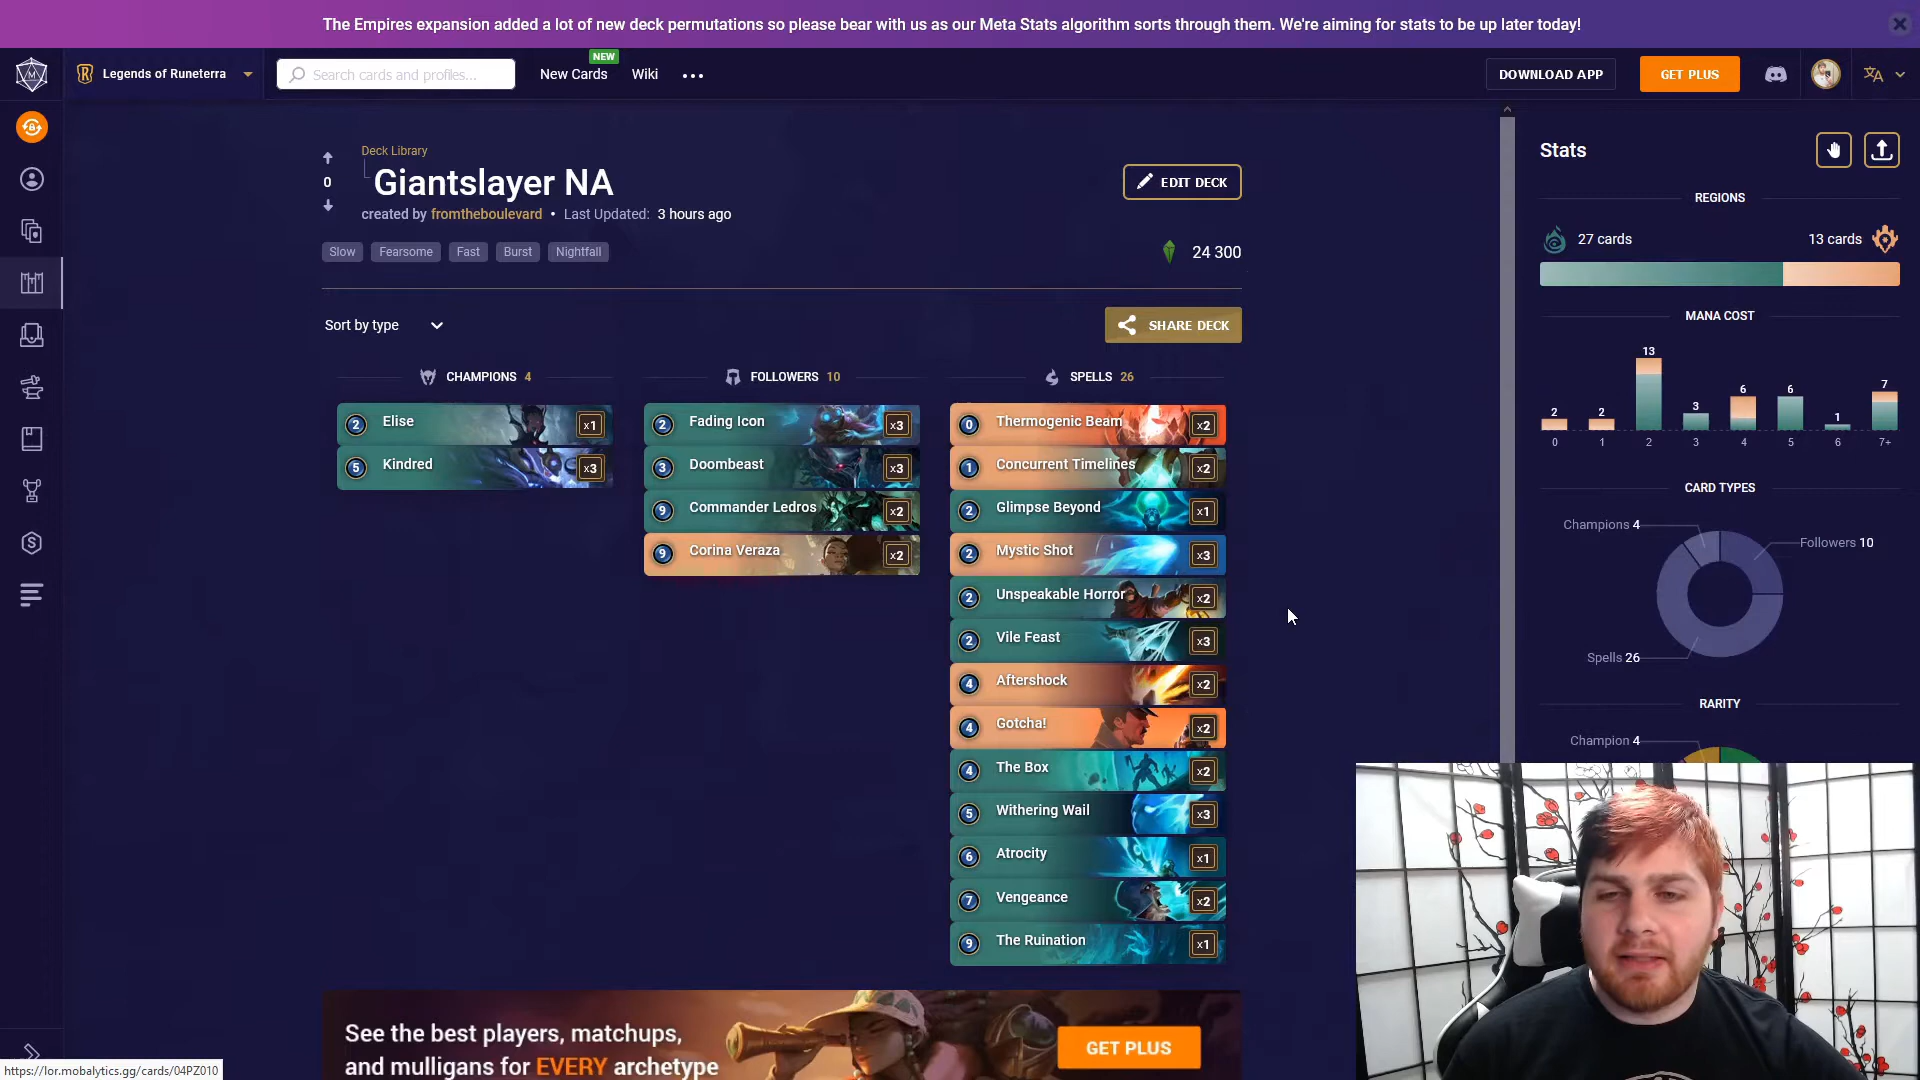 The Empires expansion added a lot of new deck permutations so please bear with us as our Meta Stats algorithm sorts through them. We're aiming for stats to be up later today!
Legends of Runeterra
Search cards and profiles...
New Cards
NEW
Wiki
DOWNLOAD APP
GET PLUS
Deck Library
0
Giantslayer NA
created by fromtheboulevard • Last Updated: 3 hours ago
EDIT DECK
Slow
Fearsome
Fast
Burst
Nightfall
24 300
Sort by type
SHARE DECK
CHAMPIONS 4
2 Elise x1
5 Kindred x3
FOLLOWERS 10
2 Fading Icon x3
3 Doombeast x3
9 Commander Ledros x2
9 Corina Veraza x2
SPELLS 26
0 Thermogenic Beam x2
1 Concurrent Timelines x2
2 Glimpse Beyond x1
2 Mystic Shot x3
2 Unspeakable Horror x2
2 Vile Feast x3
4 Aftershock x2
4 Gotcha! x2
4 The Box x2
5 Withering Wail x3
6 Atrocity x1
7 Vengeance x2
9 The Ruination x1
See the best players, matchups,
and mulligans for EVERY archetype
GET PLUS
Stats
REGIONS
27 cards
13 cards
MANA COST
2 2 13 3 6 6 1 7
0 1 2 3 4 5 6 7+
CARD TYPES
Champions 4
Followers 10
Spells 26
RARITY
Champion 4
https://lor.mobalytics.gg/cards/04PZ010